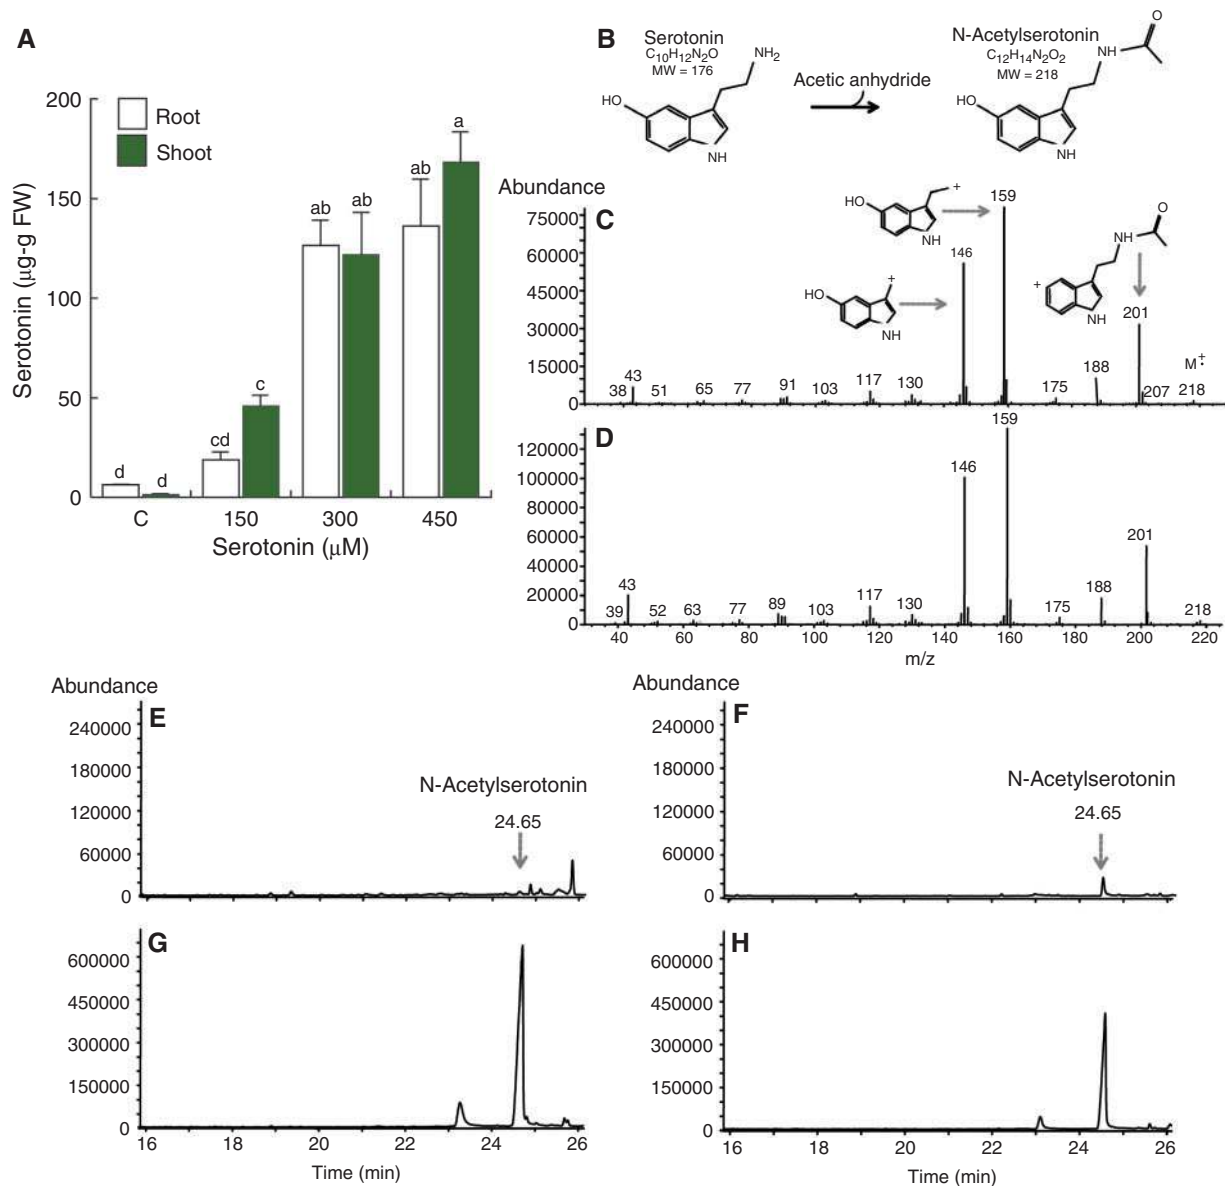 A
200
150
100
50
0
Serotonin (μg-g FW)
Root
Shoot
d
d
cd
c
ab
ab
ab
a
C
150
300
450
Serotonin (μM)
B
Serotonin
C10H12N2O
MW = 176
NH2
HO
NH
Acetic anhydride
N-Acetylserotonin
C12H14N2O2
MW = 218
O
NH
HO
NH
Abundance
C
75000
60000
45000
30000
15000
0
HO
NH
+
HO
NH
+
O
NH
+
NH
38
43
51
65
77
91
103
117
130
146
159
175
188
201
207
218
M+•
D
120000
100000
80000
60000
40000
20000
0
39
43
52
63
77
89
103
117
130
146
159
175
188
201
218
40
60
80
100
120
140
160
180
200
220
m/z
Abundance
E
240000
180000
120000
60000
0
N-Acetylserotonin
24.65
Abundance
F
240000
180000
120000
60000
0
N-Acetylserotonin
24.65
G
600000
450000
300000
150000
0
16
18
20
22
24
26
Time (min)
H
600000
450000
300000
150000
0
16
18
20
22
24
26
Time (min)